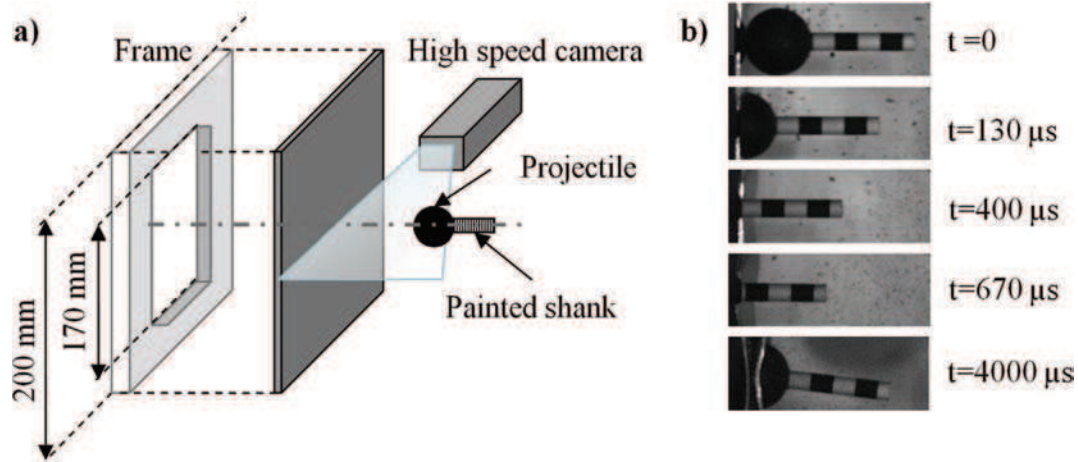 a)
Frame
High speed camera
Projectile
Painted shank
170 mm
200 mm
b)
t =0
t=130 µs
t=400 µs
t=670 µs
t=4000 µs